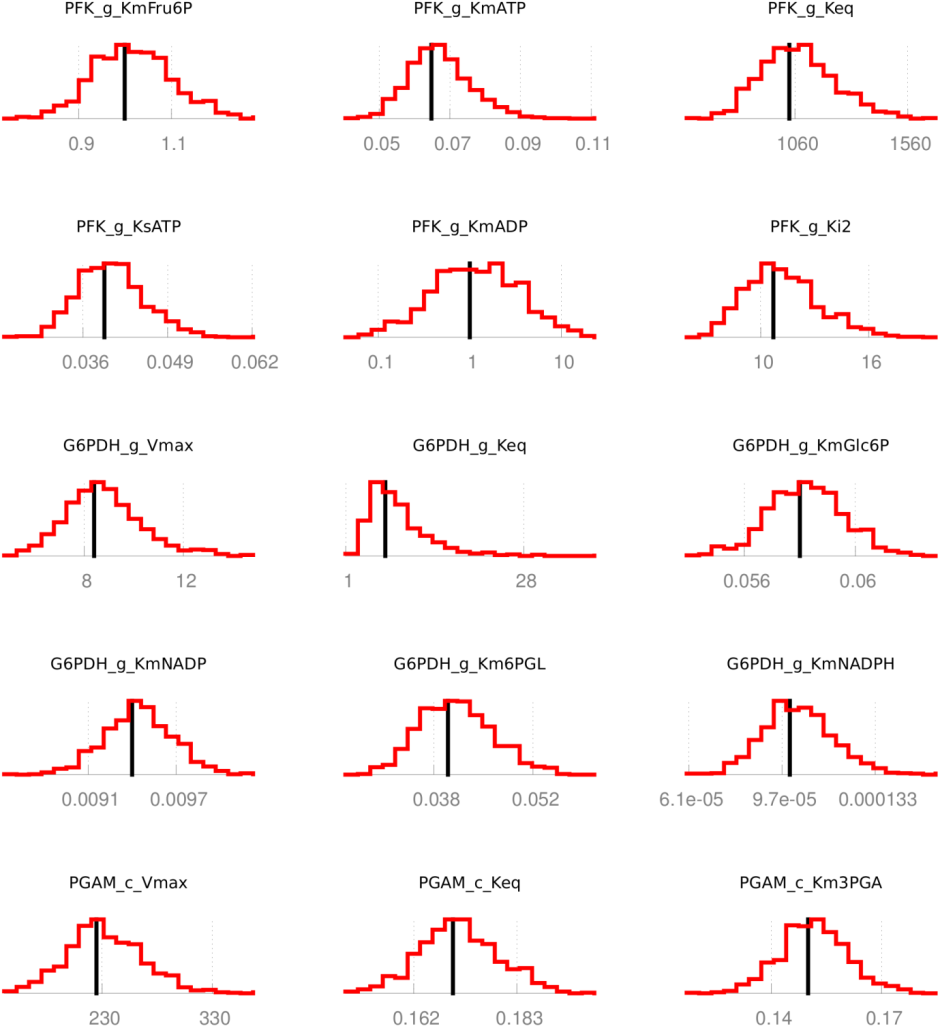 PFK_g_KmFru6P PFK_g_KmATP PFK_g_Keq
0.9 1.1 0.05 0.07 0.09 0.11 1060 1560
PFK_g_KsATP PFK_g_KmADP PFK_g_Ki2
0.036 0.049 0.062 0.1 1 10 10 16
G6PDH_g_Vmax G6PDH_g_Keq G6PDH_g_KmGlc6P
8 12 1 28 0.056 0.06
G6PDH_g_KmNADP G6PDH_g_Km6PGL G6PDH_g_KmNADPH
0.0091 0.0097 0.038 0.052 6.1e-05 9.7e-05 0.000133
PGAM_c_Vmax PGAM_c_Keq PGAM_c_Km3PGA
230 330 0.162 0.183 0.14 0.17